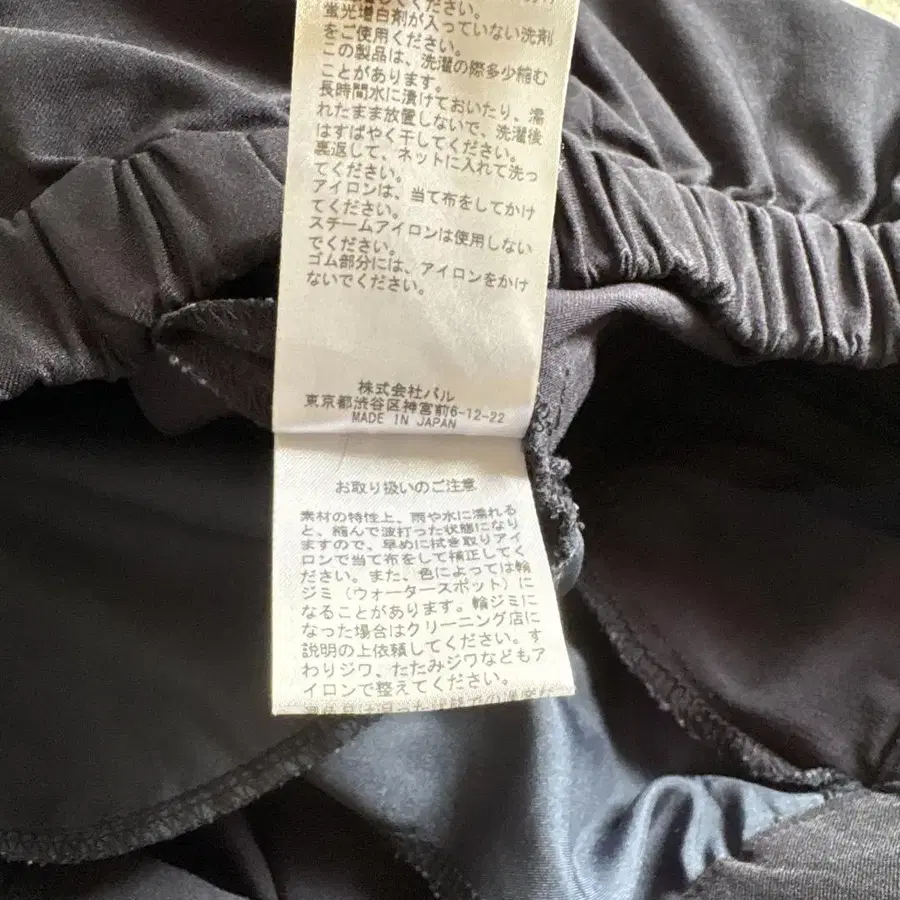 してください。
蛍光増白剤が入っていない洗剤
をご使用ください。
この製品は、洗濯の際多少縮む
ことがあります。
長時間水に漬けておいたり、濡
れたまま放置しないで、洗濯後
はすばやく干してください。
裏返して、ネットに入れて洗っ
てください。
アイロンは、当て布をしてかけ
てください。
スチームアイロンは使用しない
でください。
ゴム部分には、アイロンをかけ
ないでください。
株式会社パル
東京都渋谷区神宮前6-12-22
MADE IN JAPAN
お取り扱いのご注意
素材の特性上、雨や水に濡れる
と、縮んで波打った状態になり
ますので、早めに拭き取りアイ
ロンで当て布をして補正してく
ださい。また、色によっては輪
ジミ（ウォータースポット）に
なることがあります。輪ジミに
なった場合はクリーニング店に
説明の上依頼してください。す
わりジワ、たたみジワなどもア
イロンで整えてください。